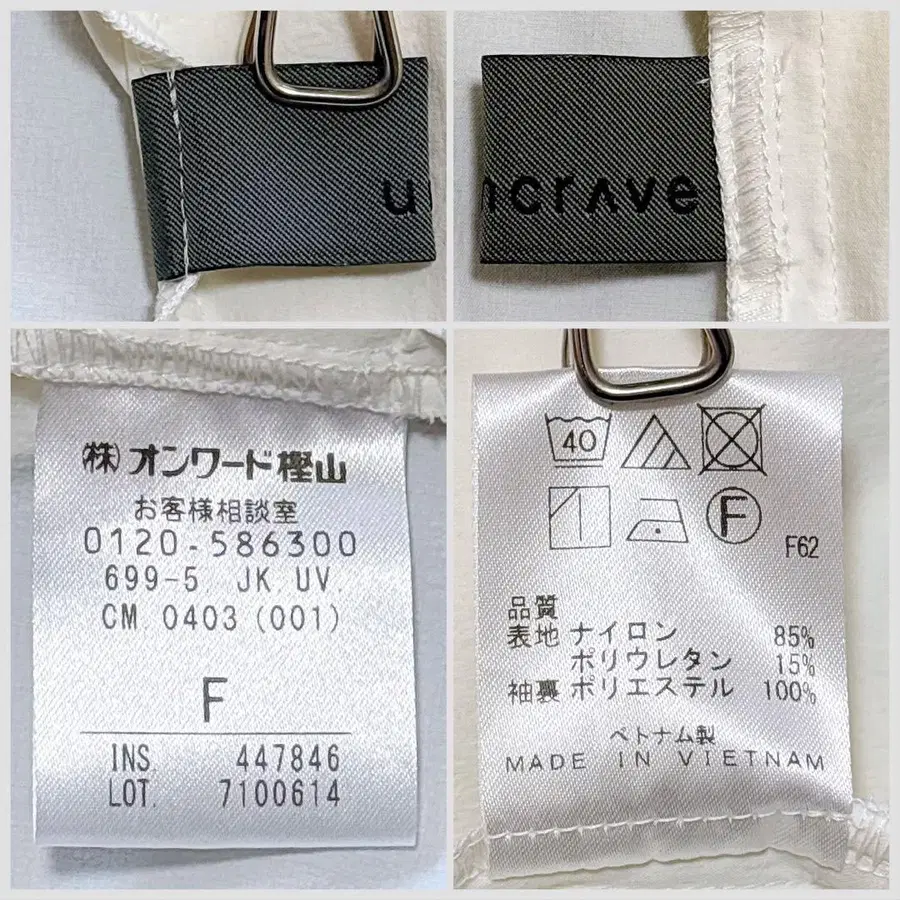 u
ncrʌve
(株)オンワード樫山
お客様相談室
0120-586300
699-5 JK UV.
CM 0403 (001)
F
INS. 447846
LOT. 7100614
40
F
F62
品質
表地 ナイロン 85%
ポリウレタン 15%
袖裏 ポリエステル 100%
ベトナム製
MADE IN VIETNAM